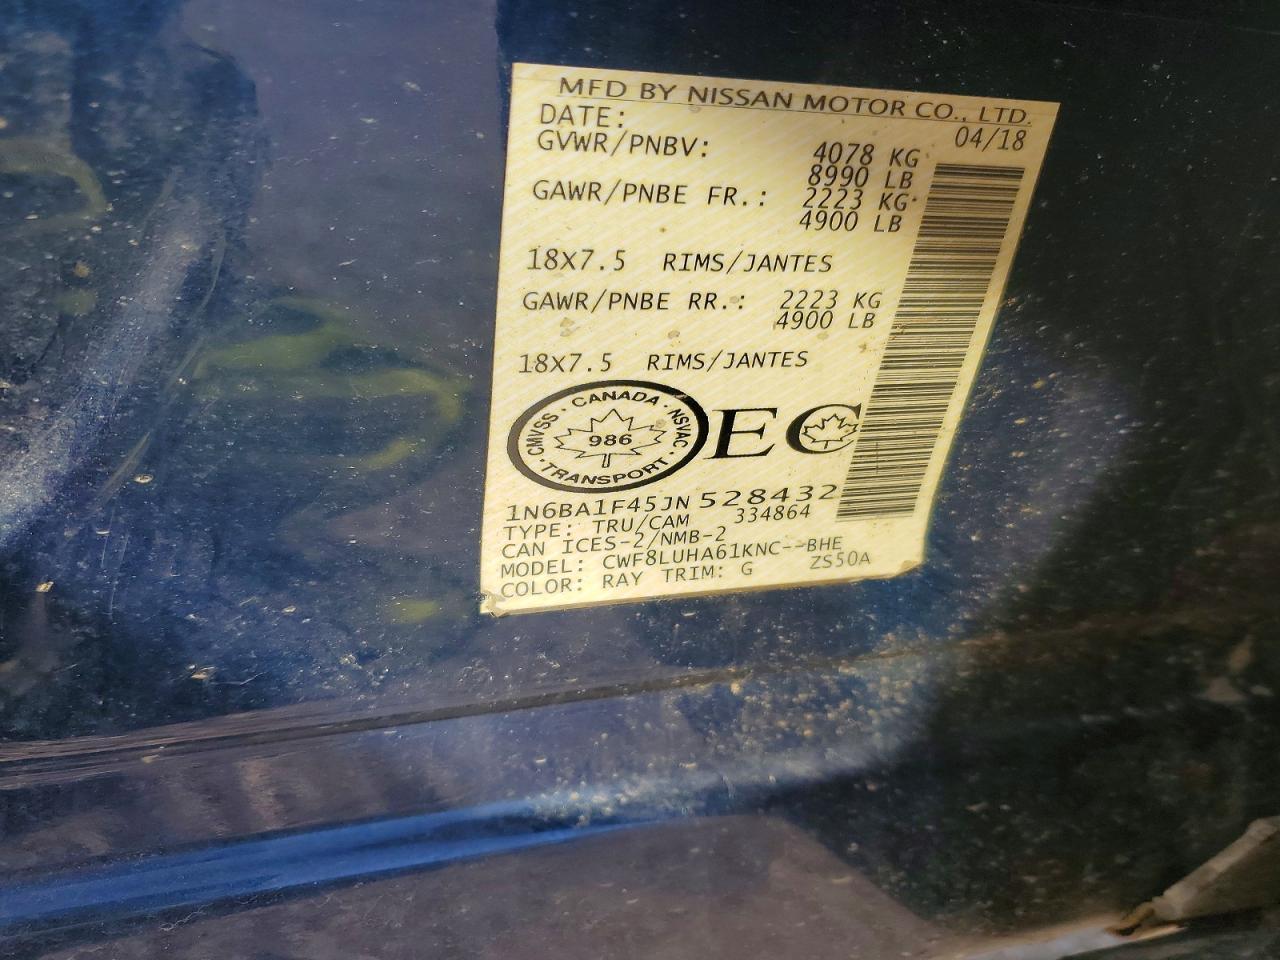 MFD BY NISSAN MOTOR CO., LTD.
DATE: 04/18
GVWR/PNBV: 4078 KG
8990 LB
GAWR/PNBE FR.: 2223 KG
4900 LB
18X7.5 RIMS/JANTES
GAWR/PNBE RR.: 2223 KG
4900 LB
18X7.5 RIMS/JANTES
CANADA · NSVAC · TRANSPORT · CMVSS ·
986
EC
1N6BA1F45JN528432
TYPE: TRU/CAM 334864
CAN ICES-2/NMB-2
MODEL: CWF8LUHA61KNC--BHE
COLOR: RAY TRIM: G ZS50A